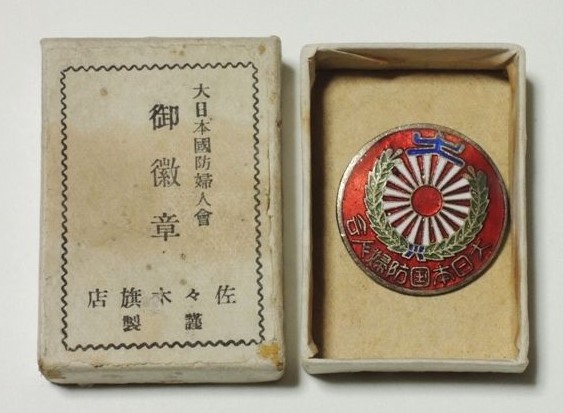 大日本國防婦人會
御徽章
佐々木旗店
謹製
大日本国防婦人会